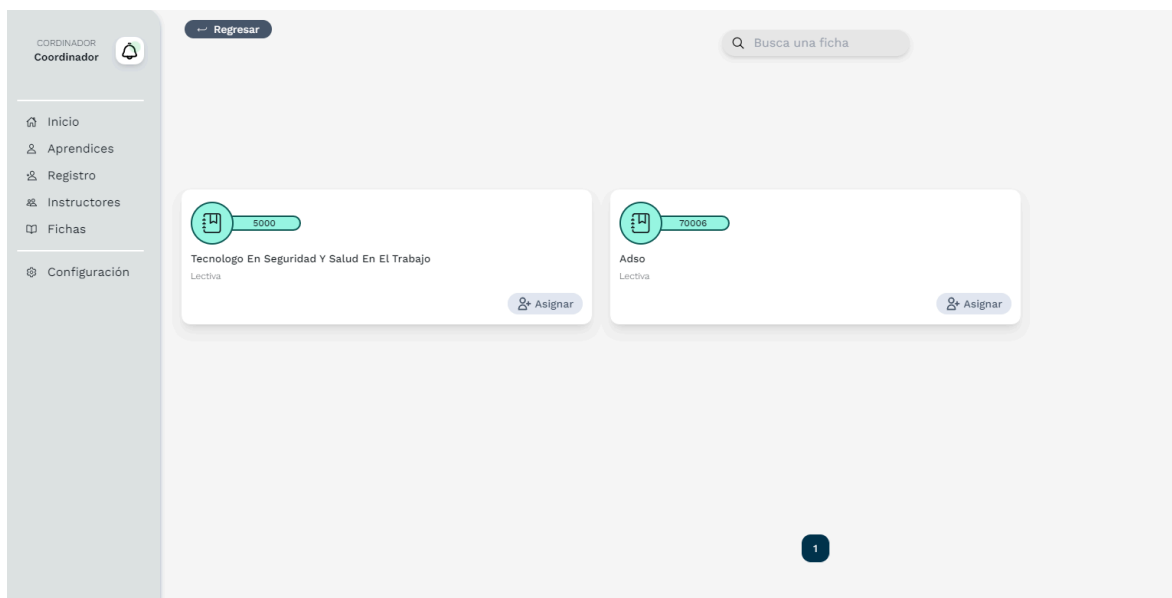 CORDINADOR
Coordinador
Inicio
Aprendices
Registro
Instructores
Fichas
Configuración
Regresar
Busca una ficha
5000
Tecnologo En Seguridad Y Salud En El Trabajo
Lectiva
Asignar
70006
Adso
Lectiva
Asignar
1